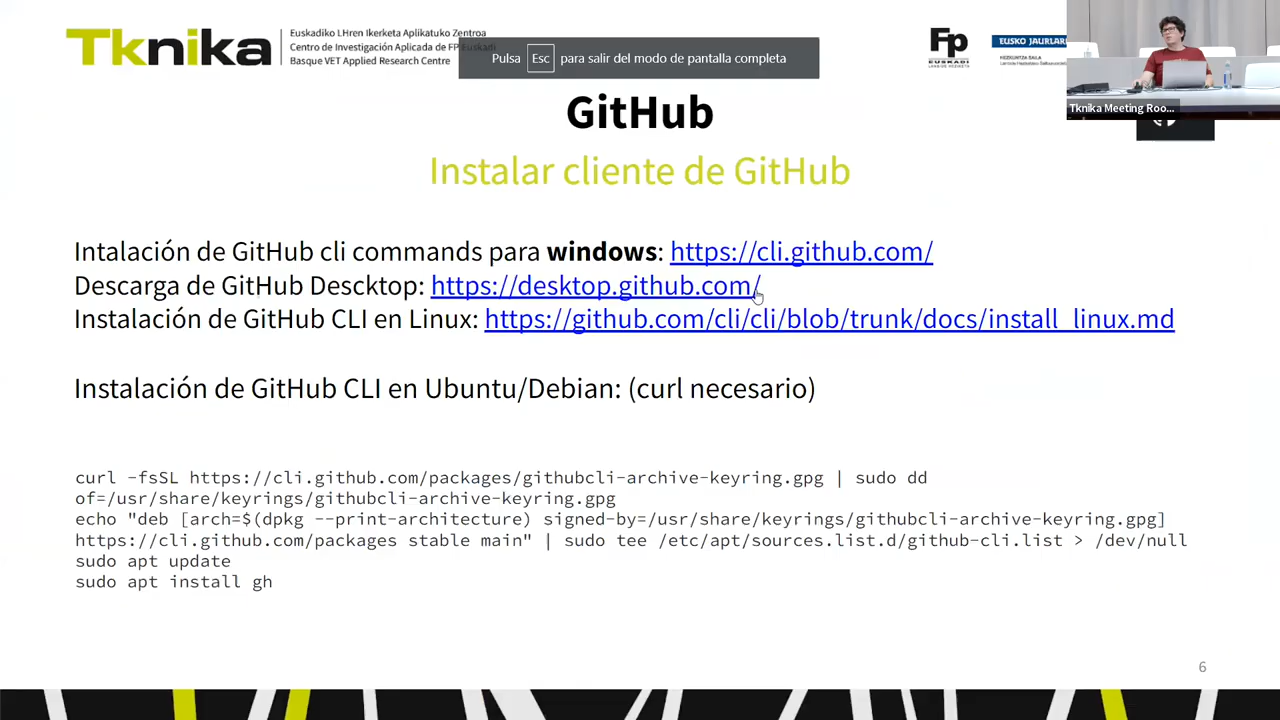 Tknika
Euskadiko LHren Ikerketa Aplikatuko Zentroa
Centro de Investigación Aplicada de FP Euskadi
Basque VET Applied Research Centre
Pulsa Esc para salir del modo de pantalla completa
Fp
EUSKADI
LANBIDE HEZIKETA
EUSKO JAURLAR
HEZKUNTZA SAILA
Tknika Meeting Roo...
GitHub
Instalar cliente de GitHub
Intalación de GitHub cli commands para windows: https://cli.github.com/
Descarga de GitHub Descktop: https://desktop.github.com/
Instalación de GitHub CLI en Linux: https://github.com/cli/cli/blob/trunk/docs/install_linux.md
Instalación de GitHub CLI en Ubuntu/Debian: (curl necesario)
curl -fsSL https://cli.github.com/packages/githubcli-archive-keyring.gpg | sudo dd
of=/usr/share/keyrings/githubcli-archive-keyring.gpg
echo "deb [arch=$(dpkg --print-architecture) signed-by=/usr/share/keyrings/githubcli-archive-keyring.gpg]
https://cli.github.com/packages stable main" | sudo tee /etc/apt/sources.list.d/github-cli.list > /dev/null
sudo apt update
sudo apt install gh
6